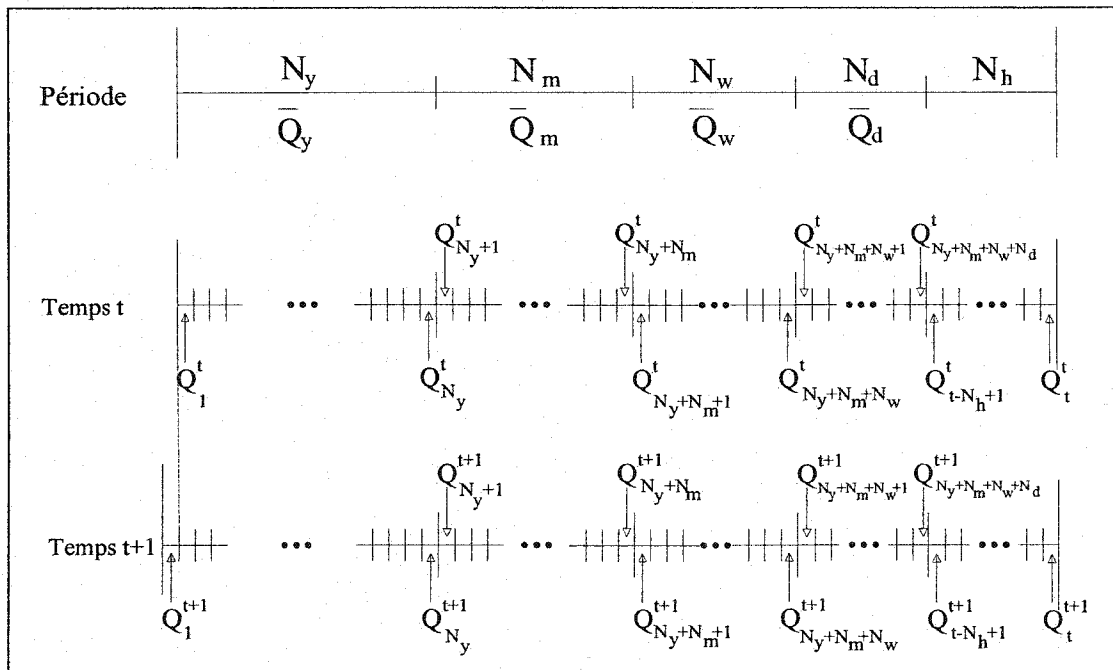 Période
N_y N_m N_w N_d N_h
Q̄_y Q̄_m Q̄_w Q̄_d
Q^t_{N_y+1} Q^t_{N_y+N_m} Q^t_{N_y+N_m+N_w+1} Q^t_{N_y+N_m+N_w+N_d}
Temps t
Q^t_1 Q^t_{N_y} Q^t_{N_y+N_m+1} Q^t_{N_y+N_m+N_w} Q^t_{t-N_h+1} Q^t_t
Q^{t+1}_{N_y+1} Q^{t+1}_{N_y+N_m} Q^{t+1}_{N_y+N_m+N_w+1} Q^{t+1}_{N_y+N_m+N_w+N_d}
Temps t+1
Q^{t+1}_1 Q^{t+1}_{N_y} Q^{t+1}_{N_y+N_m+1} Q^{t+1}_{N_y+N_m+N_w} Q^{t+1}_{t-N_h+1} Q^{t+1}_t